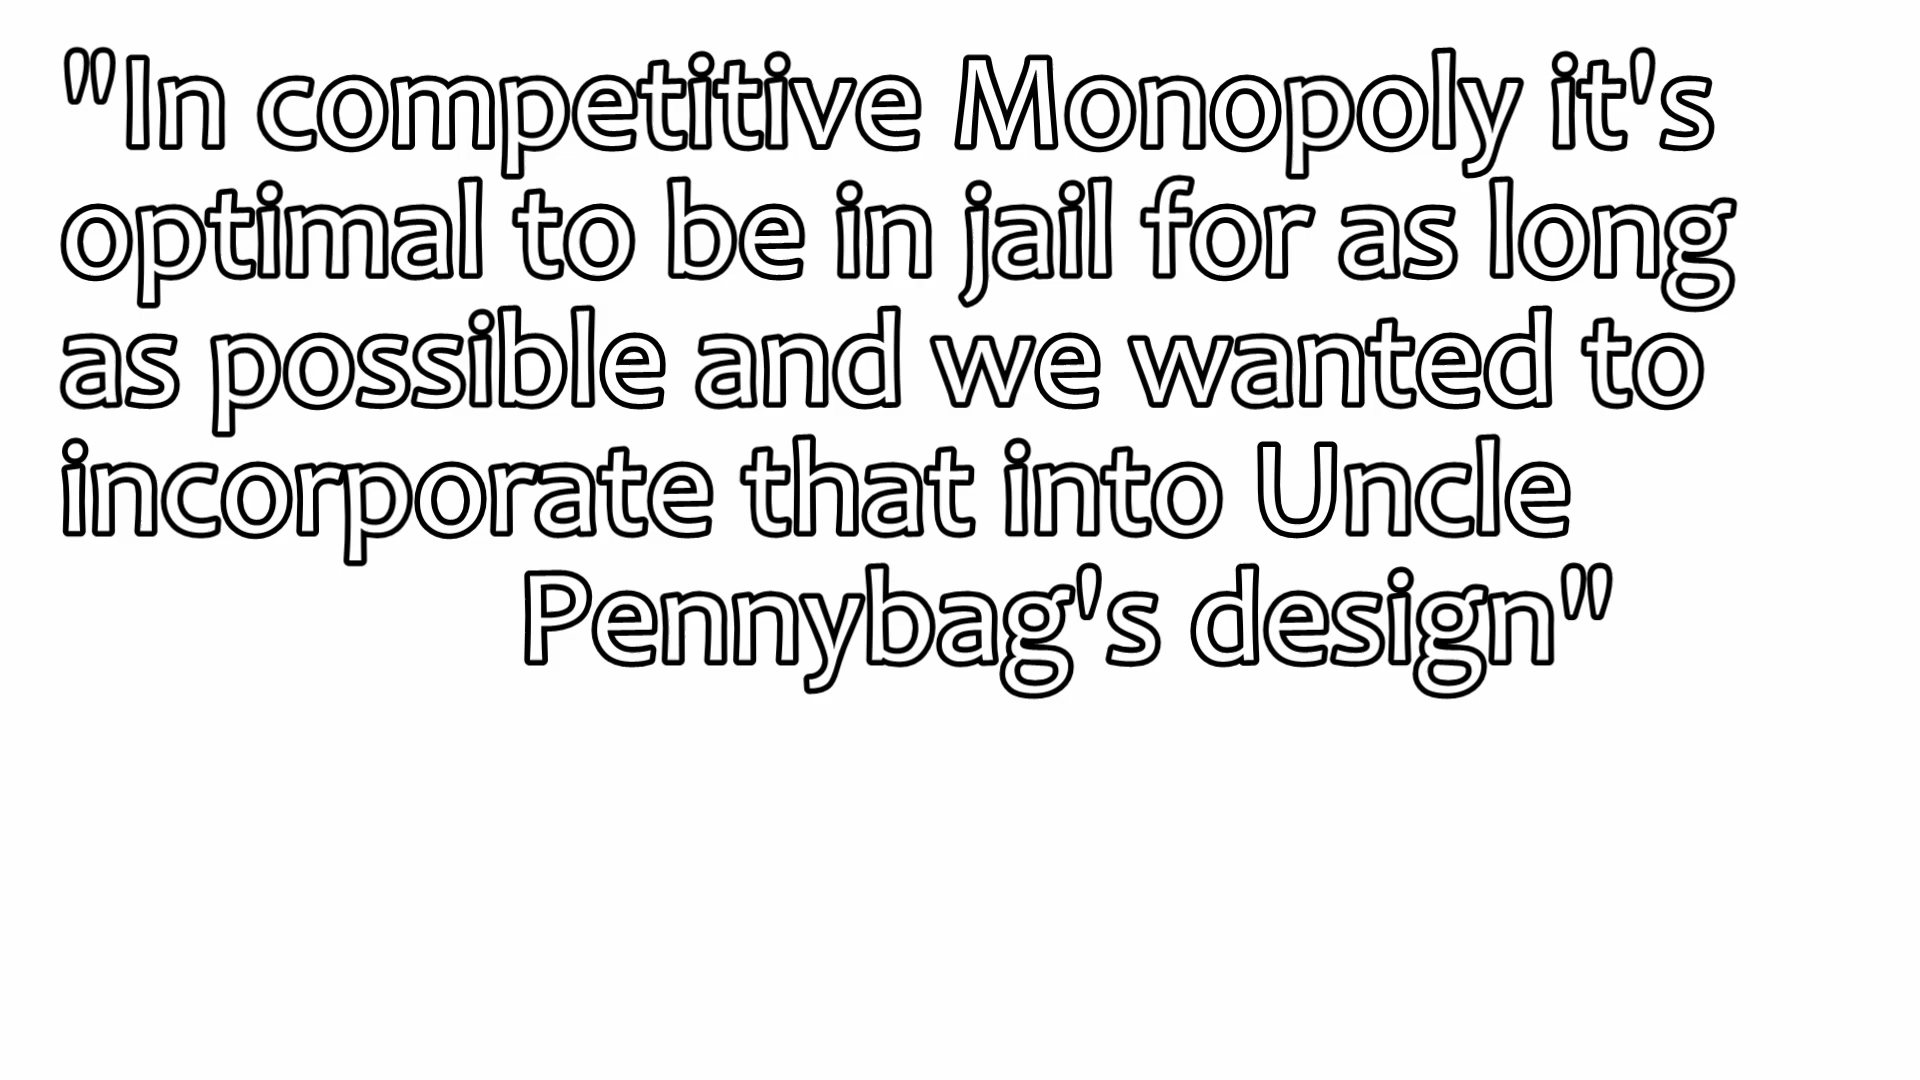 "In competitive Monopoly it's
optimal to be in jail for as long
as possible and we wanted to
incorporate that into Uncle
Pennybag's design"